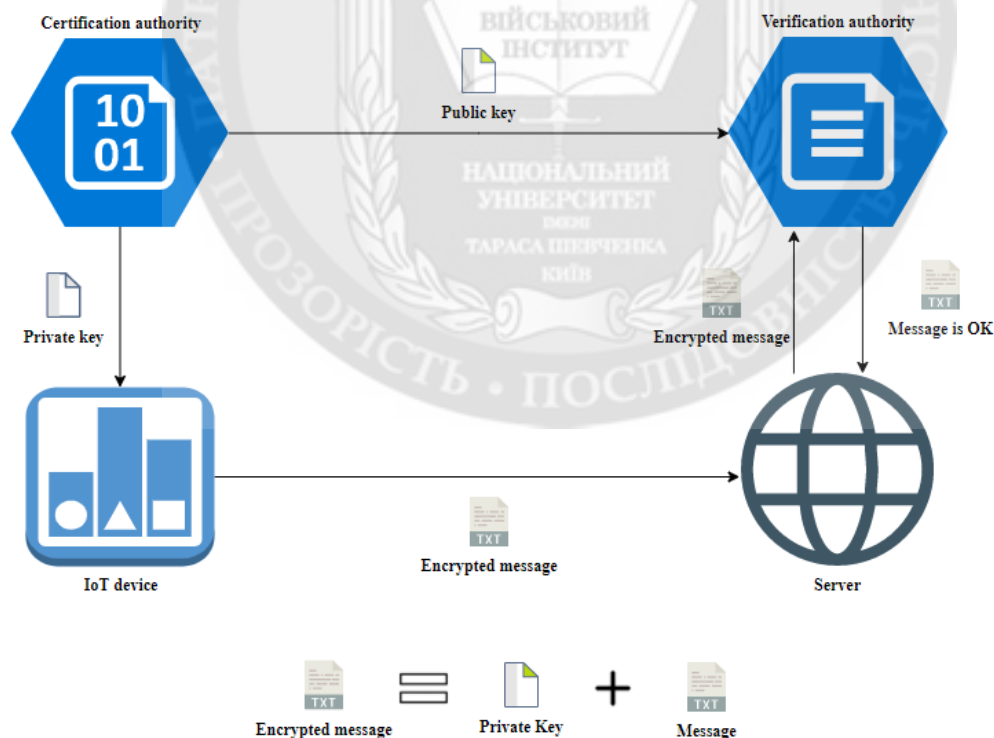 Certification authority
Verification authority
ВІЙСЬКОВИЙ
ІНСТИТУТ
10
01
Public key
НАЦІОНАЛЬНИЙ
УНІВЕРСИТЕТ
ІМЕНІ
ТАРАСА ШЕВЧЕНКА
КИЇВ
ПРОЗОРІСТЬ • ПОСЛІДОВНІСТЬ •
TXT
TXT
Private key
Encrypted message
Message is OK
TXT
Encrypted message
IoT device
Server
TXT
TXT
Encrypted message
Private Key
Message